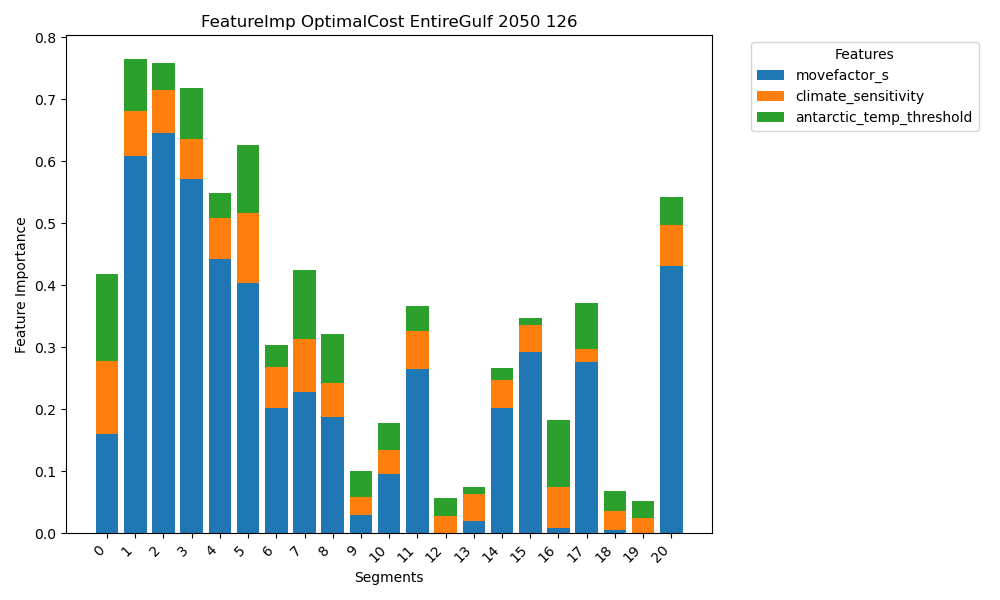 FeatureImp OptimalCost EntireGulf 2050 126
Features
movefactor_s
climate_sensitivity
antarctic_temp_threshold
Feature Importance
0.8
0.7
0.6
0.5
0.4
0.3
0.2
0.1
0.0
0 1 2 3 4 5 6 7 8 9 10 11 12 13 14 15 16 17 18 19 20
Segments